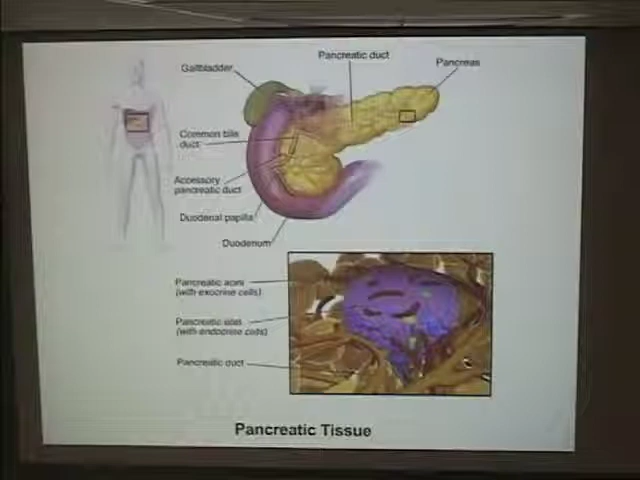 Pancreatic duct
Gallbladder
Pancreas
Common bile
duct
Accessory
pancreatic duct
Duodenal papilla
Duodenum
Pancreatic acini
(with exocrine cells)
Pancreatic islet
(with endocrine cells)
Pancreatic duct
Pancreatic Tissue